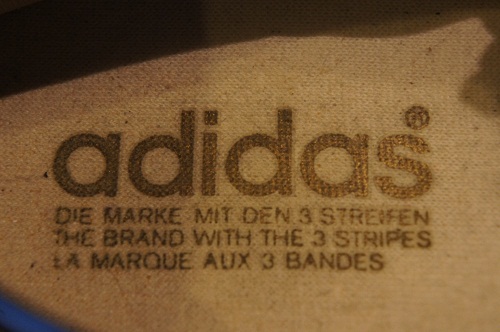 adidas®
DIE MARKE MIT DEN 3 STREIFEN
THE BRAND WITH THE 3 STRIPES
LA MARQUE AUX 3 BANDES